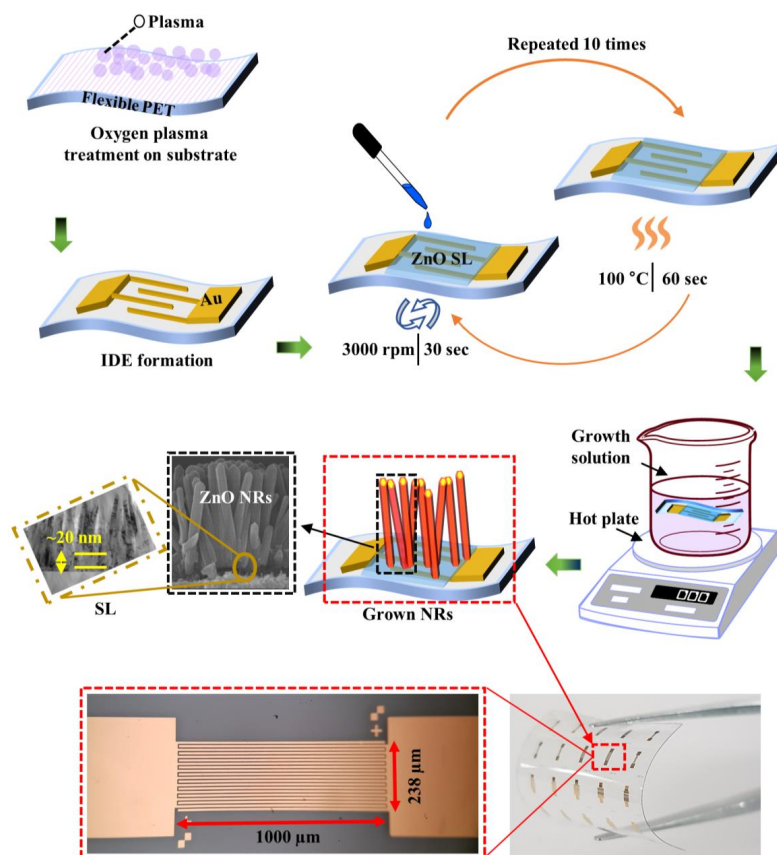 Plasma
Flexible PET
Oxygen plasma
treatment on substrate
Repeated 10 times
ZnO SL
100 °C | 60 sec
Au
IDE formation
3000 rpm | 30 sec
Growth
solution
Hot plate
000
ZnO NRs
~20 nm
SL
Grown NRs
238 µm
1000 µm